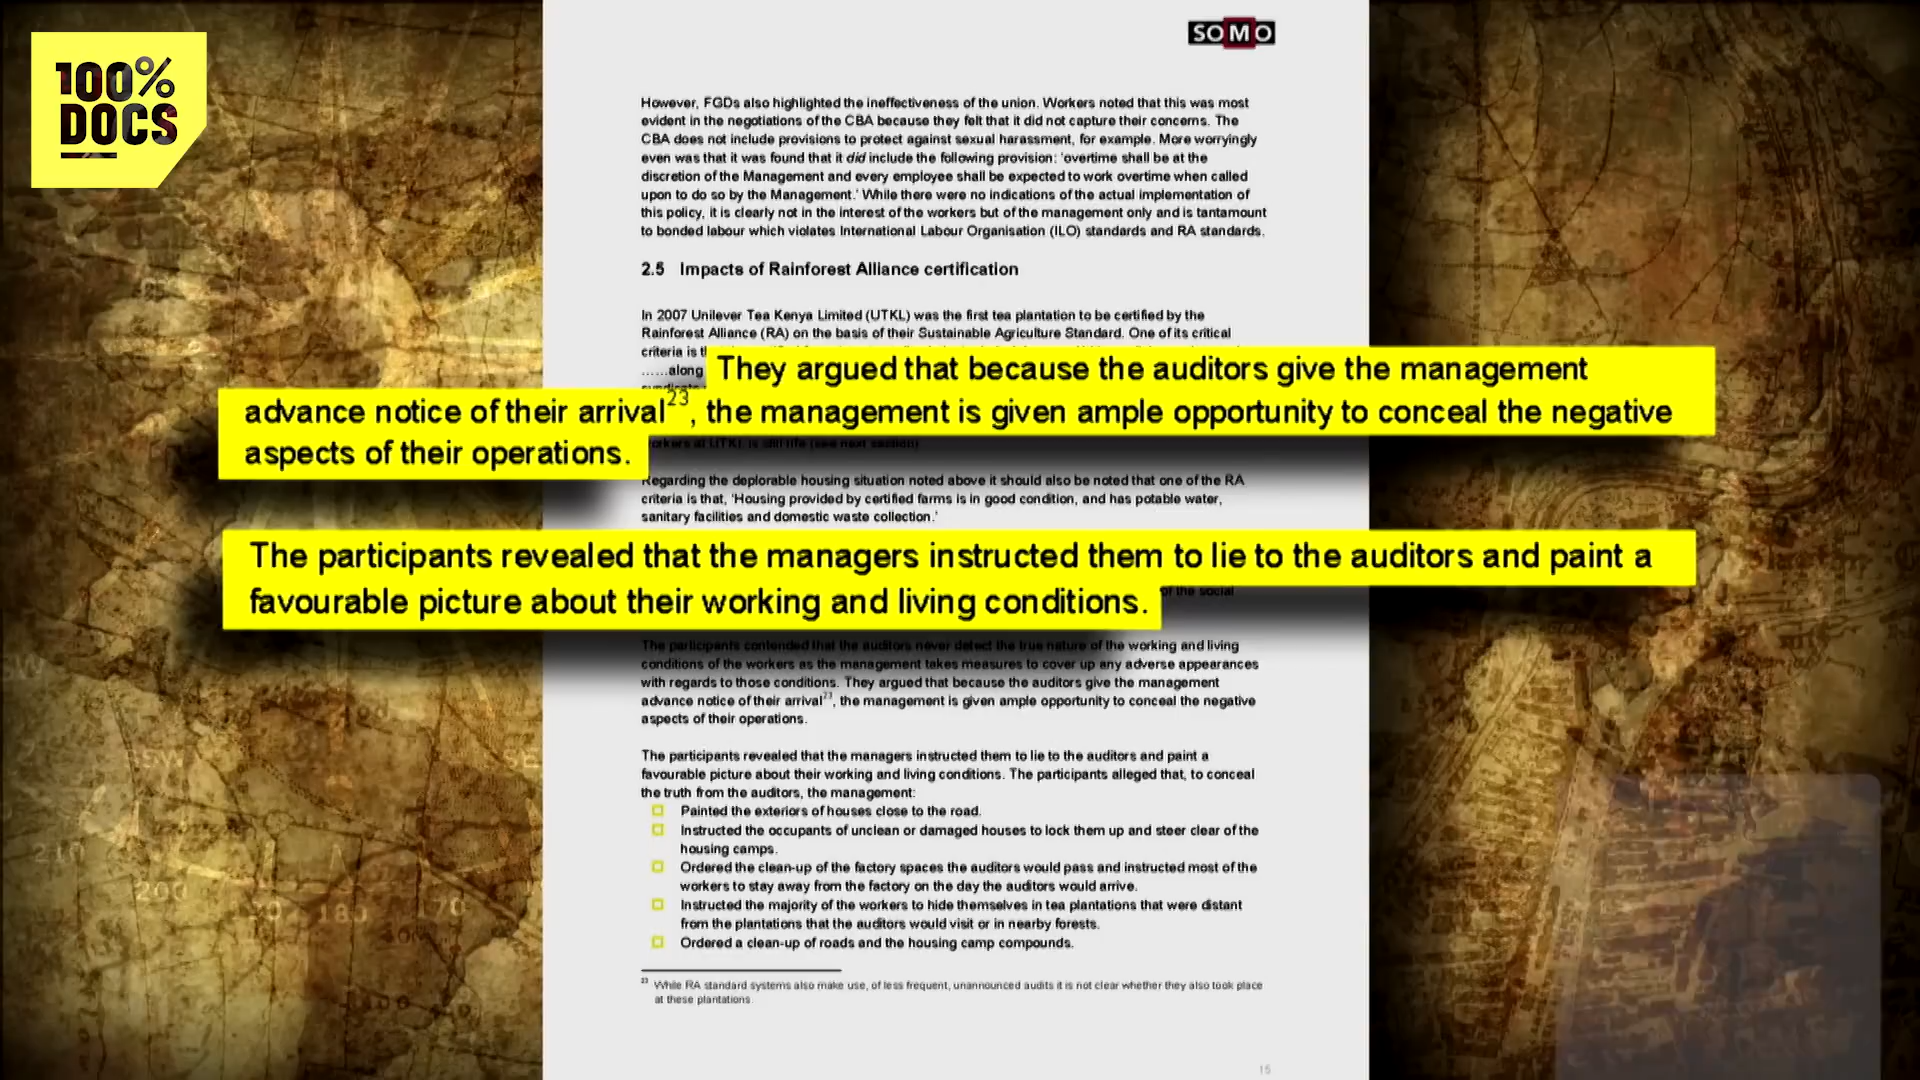 100%
DOCS
SOMO
However, FGDs also highlighted the ineffectiveness of the union. Workers noted that this was most
evident in the negotiations of the CBA because they felt that it did not capture their concerns. The
CBA does not include provisions to protect against sexual harassment, for example. More worryingly
even was that it was found that it did include the following provision: 'overtime shall be at the
discretion of the Management and every employee shall be expected to work overtime when called
upon to do so by the Management.' While there were no indications of the actual implementation of
this policy, it is clearly not in the interest of the workers but of the management only and is tantamount
to bonded labour which violates International Labour Organisation (ILO) standards and RA standards.
2.5 Impacts of Rainforest Alliance certification
In 2007 Unilever Tea Kenya Limited (UTKL) was the first tea plantation to be certified by the
Rainforest Alliance (RA) on the basis of their Sustainable Agriculture Standard. One of its critical
criteria is
......along
They argued that because the auditors give the management
advance notice of their arrival23, the management is given ample opportunity to conceal the negative
aspects of their operations.
workers at UTKL is still rife (see next section)
Regarding the deplorable housing situation noted above it should also be noted that one of the RA
criteria is that, 'Housing provided by certified farms is in good condition, and has potable water,
sanitary facilities and domestic waste collection.'
The participants revealed that the managers instructed them to lie to the auditors and paint a
favourable picture about their working and living conditions.
of the social
The participants contended that the auditors never detect the true nature of the working and living
conditions of the workers as the management takes measures to cover up any adverse appearances
with regards to those conditions. They argued that because the auditors give the management
advance notice of their arrival23, the management is given ample opportunity to conceal the negative
aspects of their operations.
The participants revealed that the managers instructed them to lie to the auditors and paint a
favourable picture about their working and living conditions. The participants alleged that, to conceal
the truth from the auditors, the management:
Painted the exteriors of houses close to the road.
Instructed the occupants of unclean or damaged houses to lock them up and steer clear of the
housing camps.
Ordered the clean-up of the factory spaces the auditors would pass and instructed most of the
workers to stay away from the factory on the day the auditors would arrive.
Instructed the majority of the workers to hide themselves in tea plantations that were distant
from the plantations that the auditors would visit or in nearby forests.
Ordered a clean-up of roads and the housing camp compounds.
23 While RA standard systems also make use, of less frequent, unannounced audits it is not clear whether they also took place
at these plantations
15